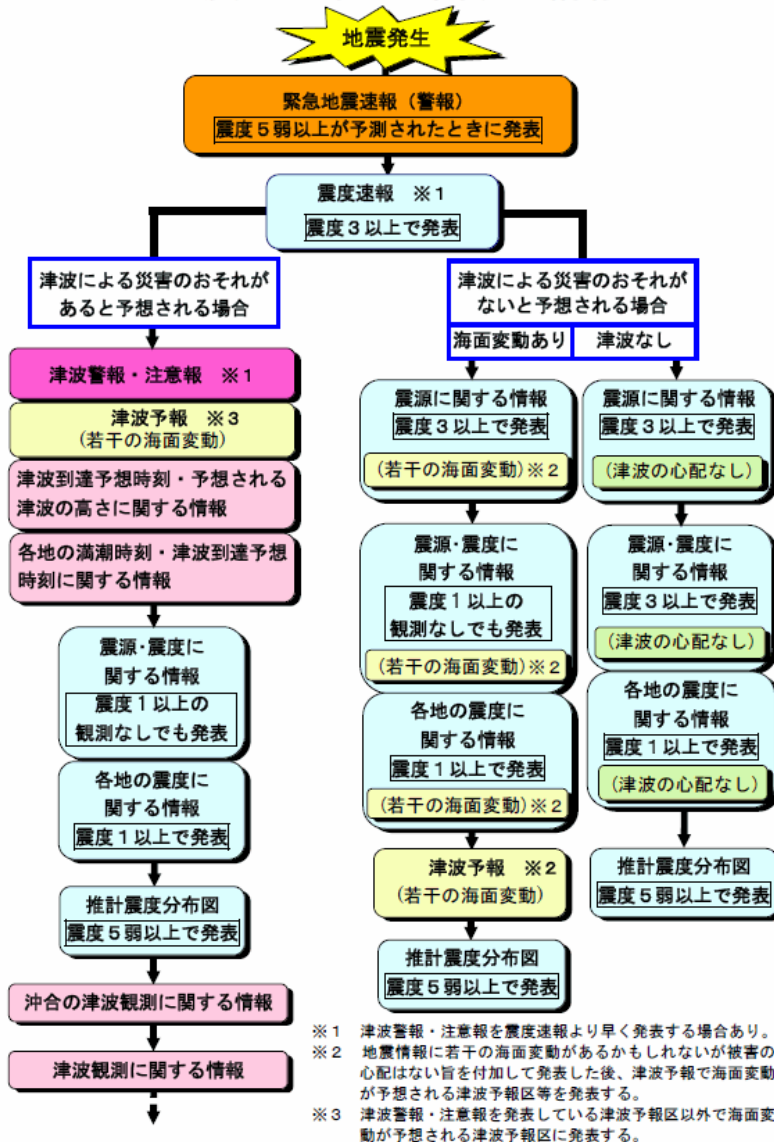 地震発生
緊急地震速報（警報）
震度５弱以上が予測されたときに発表
震度速報　※１
震度３以上で発表
津波による災害のおそれが
あると予想される場合
津波警報・注意報　※１
津波予報　※３
(若干の海面変動)
津波到達予想時刻・予想される
津波の高さに関する情報
各地の満潮時刻・津波到達予想
時刻に関する情報
震源・震度に
関する情報
震度１以上の
観測なしでも発表
各地の震度に
関する情報
震度１以上で発表
推計震度分布図
震度５弱以上で発表
沖合の津波観測に関する情報
津波観測に関する情報
津波による災害のおそれが
ないと予想される場合
海面変動あり
津波なし
震源に関する情報
震度３以上で発表
(若干の海面変動)※２
震源・震度に
関する情報
震度１以上の
観測なしでも発表
(若干の海面変動)※２
各地の震度に
関する情報
震度１以上で発表
(若干の海面変動)※２
津波予報　※２
(若干の海面変動)
推計震度分布図
震度５弱以上で発表
震源に関する情報
震度３以上で発表
(津波の心配なし)
震源・震度に
関する情報
震度３以上で発表
(津波の心配なし)
各地の震度に
関する情報
震度１以上で発表
(津波の心配なし)
推計震度分布図
震度５弱以上で発表
※１　津波警報・注意報を震度速報より早く発表する場合あり。
※２　地震情報に若干の海面変動があるかもしれないが被害の
心配はない旨を付加して発表した後、津波予報で海面変動
が予想される津波予報区等を発表する。
※３　津波警報・注意報を発表している津波予報区以外で海面変
動が予想される津波予報区に発表する。